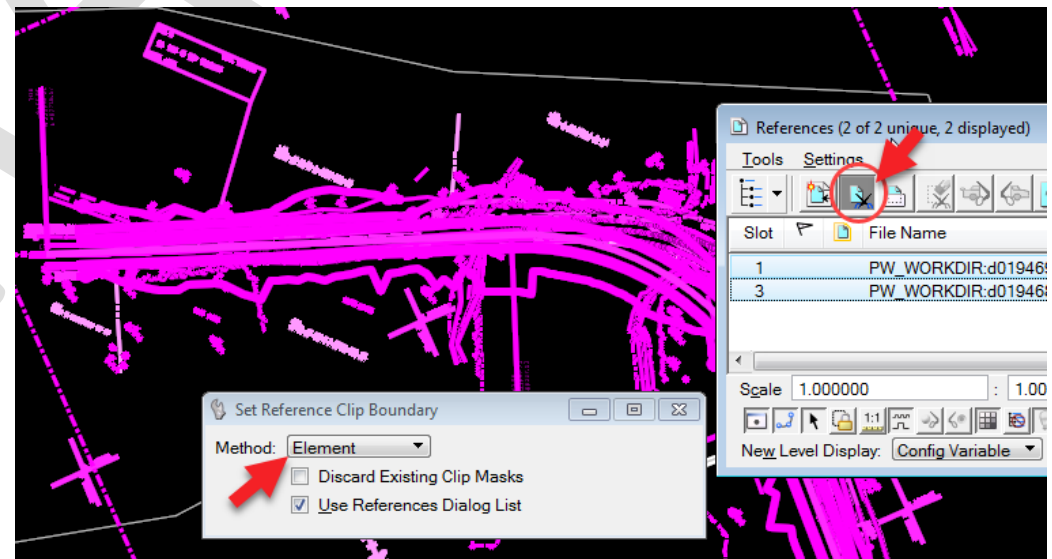 References (2 of 2 unique, 2 displayed)
Tools Settings
Slot File Name
1 PW_WORKDIR:d019469
3 PW_WORKDIR:d019468
Scale 1.000000 : 1.00
1:1
New Level Display: Config Variable
Set Reference Clip Boundary
Method: Element
Discard Existing Clip Masks
Use References Dialog List